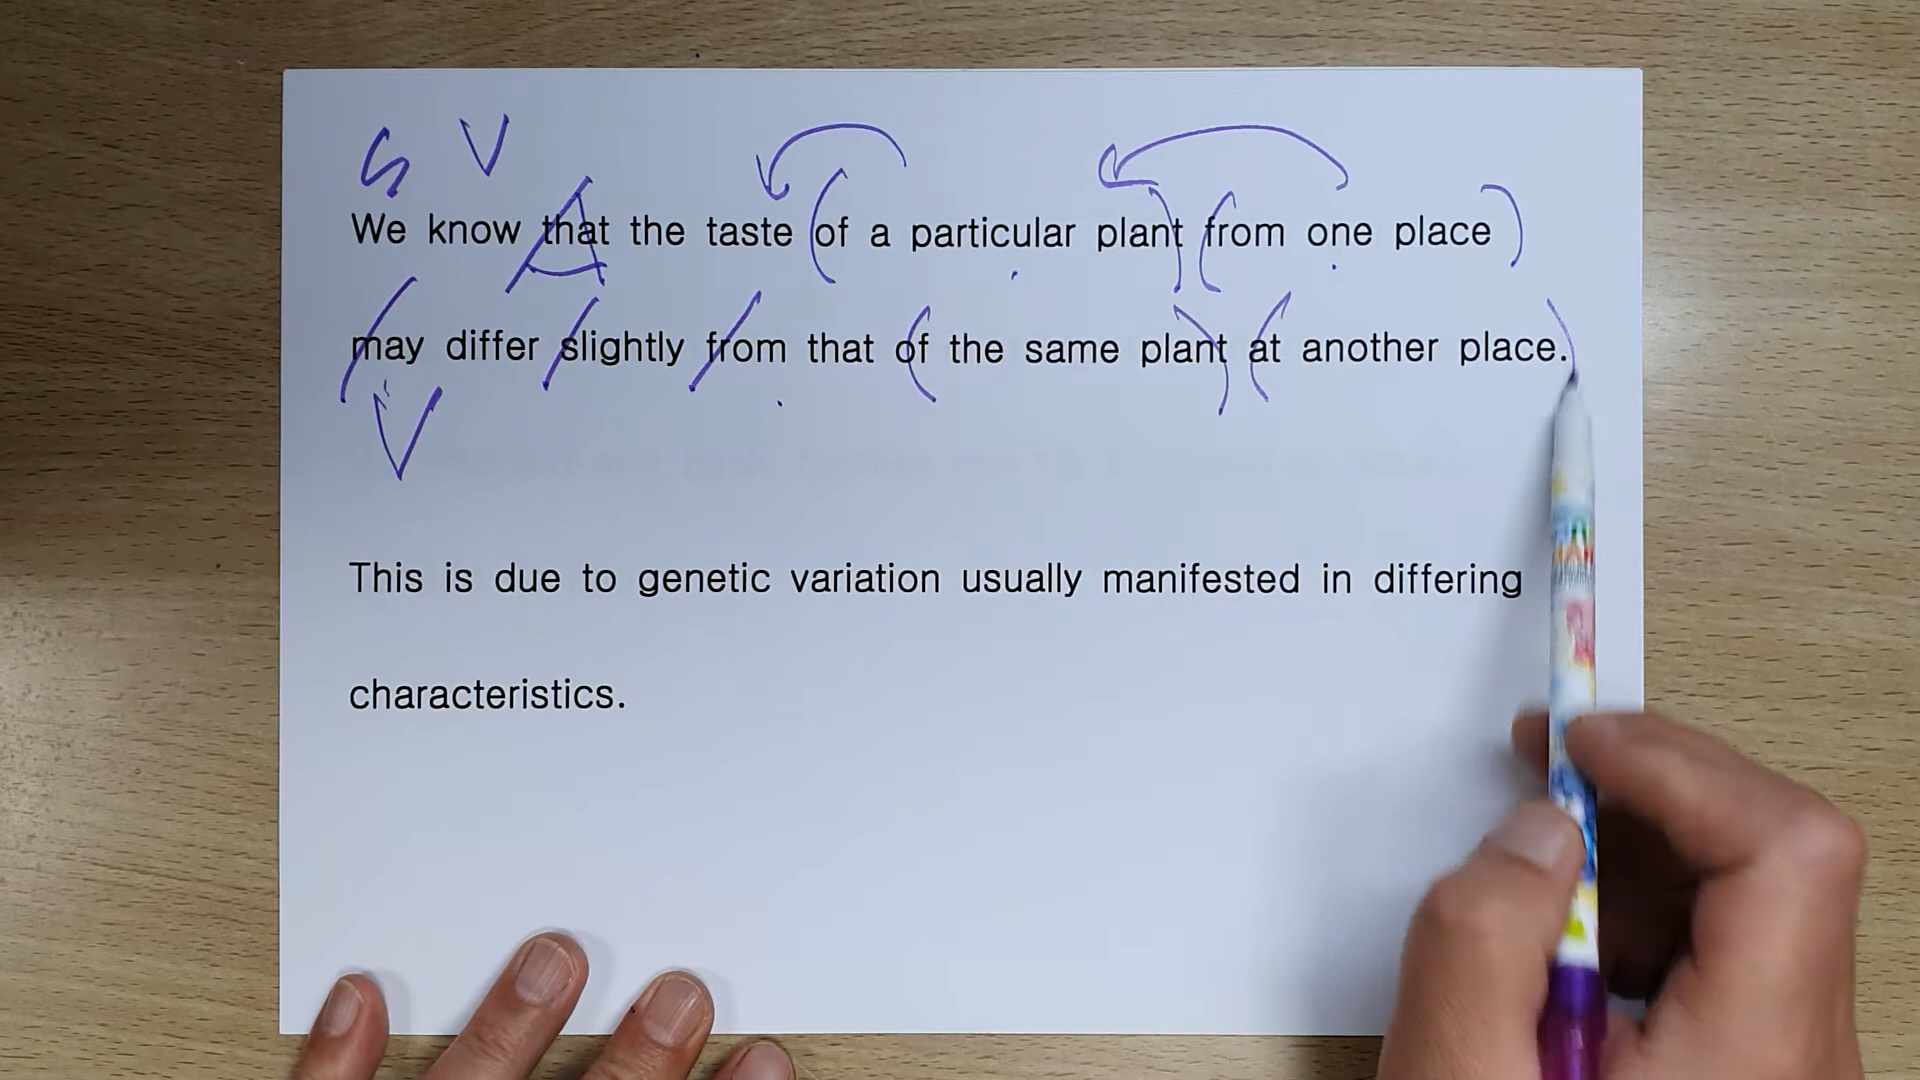 S V
We know that the taste of a particular plant from one place
may differ slightly from that of the same plant at another place.
V
This is due to genetic variation usually manifested in differing
characteristics.